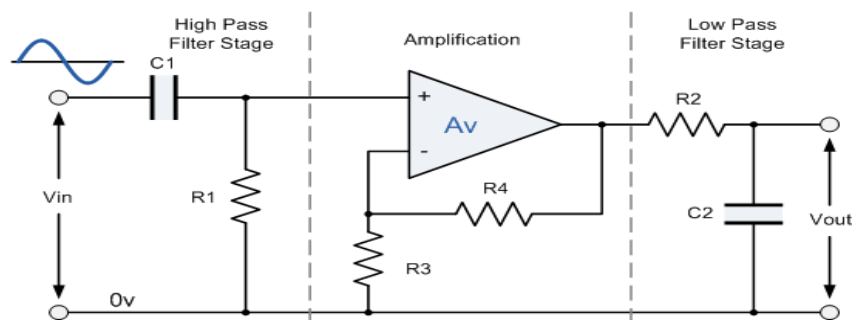 High Pass
Filter Stage
Amplification
Low Pass
Filter Stage
C1
+
Av
-
R2
Vin
R1
R4
C2
Vout
R3
0v